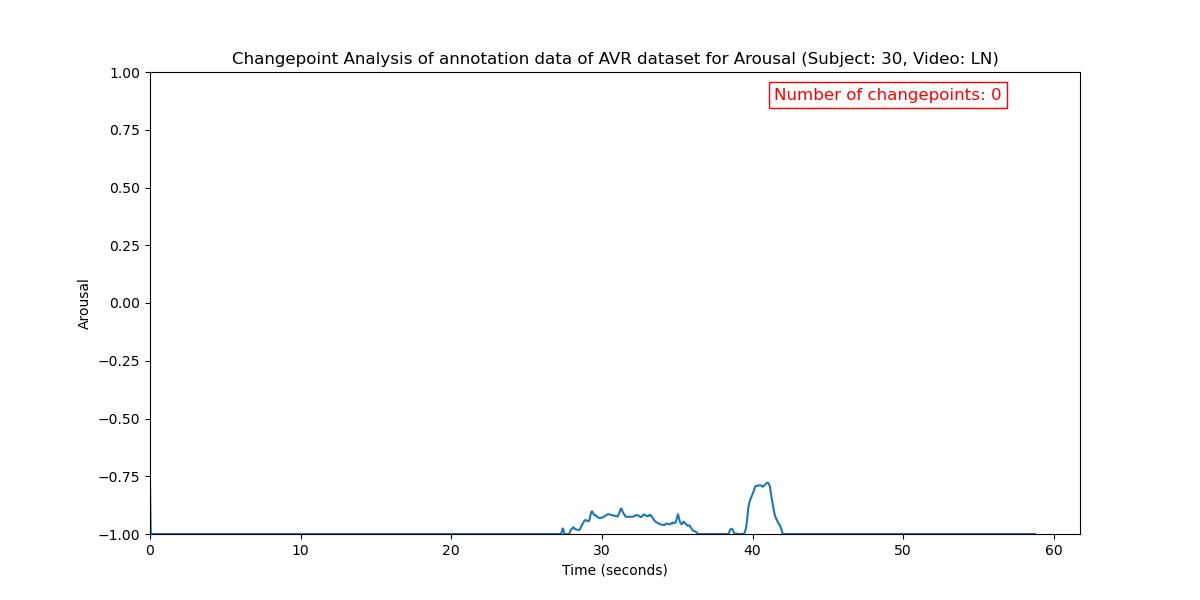 Changepoint Analysis of annotation data of AVR dataset for Arousal (Subject: 30, Video: LN)
Number of changepoints: 0
1.00
0.75
0.50
0.25
0.00
−0.25
−0.50
−0.75
−1.00
Arousal
0 10 20 30 40 50 60
Time (seconds)